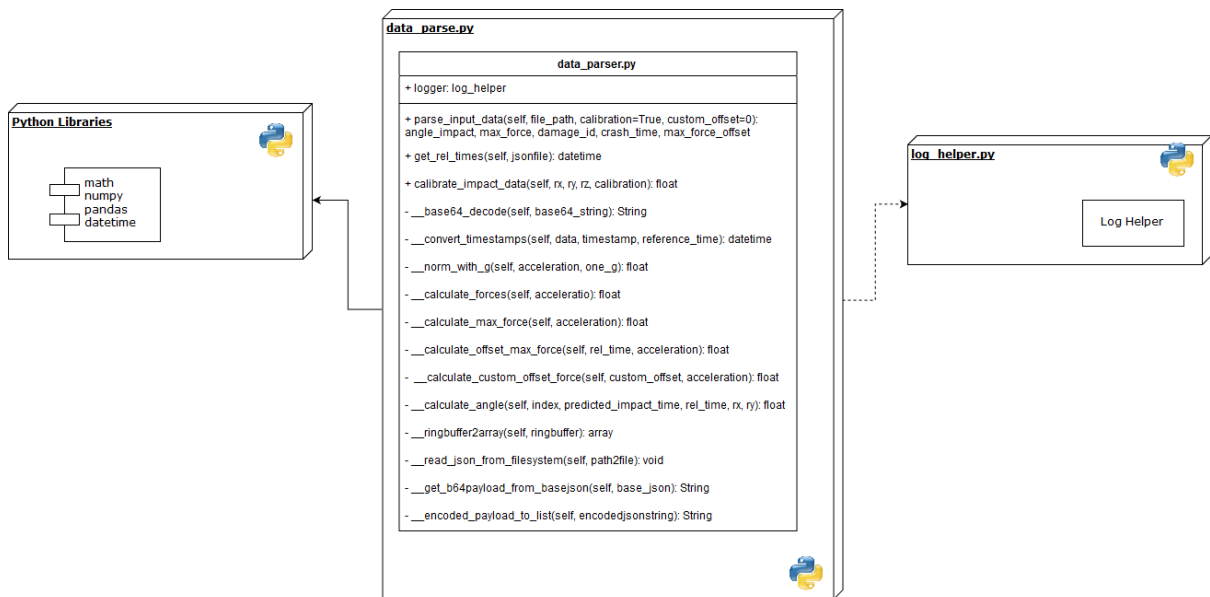 data_parse.py
data_parser.py
+ logger: log_helper
+ parse_input_data(self, file_path, calibration=True, custom_offset=0):
angle_impact, max_force, damage_id, crash_time, max_force_offset
+ get_rel_times(self, jsonfile): datetime
+ calibrate_impact_data(self, rx, ry, rz, calibration): float
- __base64_decode(self, base64_string): String
- __convert_timestamps(self, data, timestamp, reference_time): datetime
- __norm_with_g(self, acceleration, one_g): float
- __calculate_forces(self, acceleratio): float
- __calculate_max_force(self, acceleration): float
- __calculate_offset_max_force(self, rel_time, acceleration): float
- __calculate_custom_offset_force(self, custom_offset, acceleration): float
- __calculate_angle(self, index, predicted_impact_time, rel_time, rx, ry): float
- __ringbuffer2array(self, ringbuffer): array
- __read_json_from_filesystem(self, path2file): void
- __get_b64payload_from_basejson(self, base_json): String
- __encoded_payload_to_list(self, encodedjsonstring): String
Python Libraries
math
numpy
pandas
datetime
log_helper.py
Log Helper